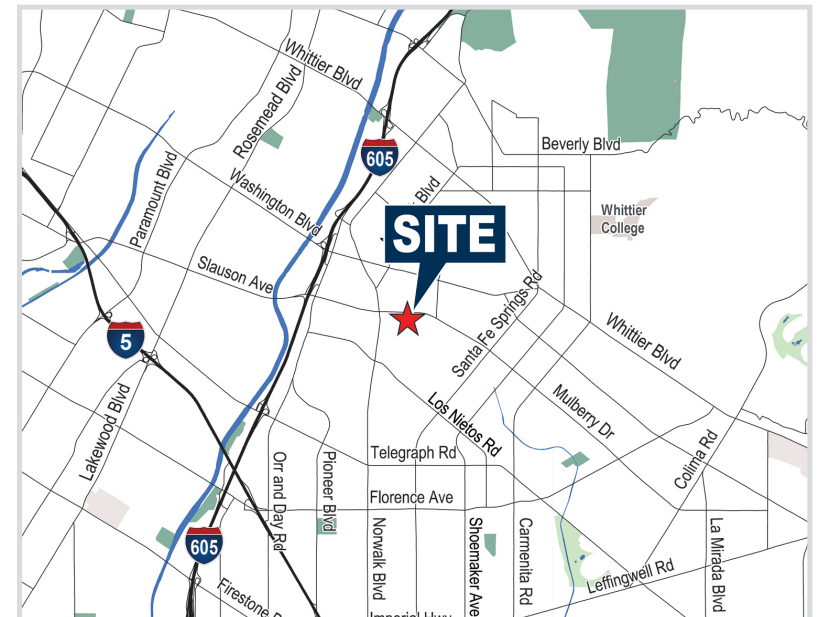 Whittier Blvd
Rosemead Blvd
605
Beverly Blvd
Paramount Blvd
Washington Blvd
Blvd
Whittier
College
SITE
Slauson Ave
Santa Fe Springs Rd
5
Whittier Blvd
Lakewood Blvd
Los Nietos Rd
Mulberry Dr
Colima Rd
Telegraph Rd
Orr and Day Rd
Pioneer Blvd
Florence Ave
Norwalk Blvd
Shoemaker Ave
Carmenita Rd
La Mirada Blvd
605
Leffingwell Rd
Firestone
Imperial Hwy